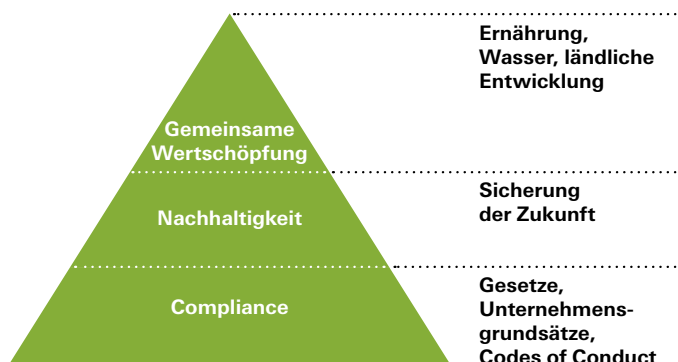 Ernährung,
Wasser, ländliche
Entwicklung
Gemeinsame
Wertschöpfung
Sicherung
der Zukunft
Nachhaltigkeit
Gesetze,
Unternehmens-
grundsätze,
Codes of Conduct
Compliance